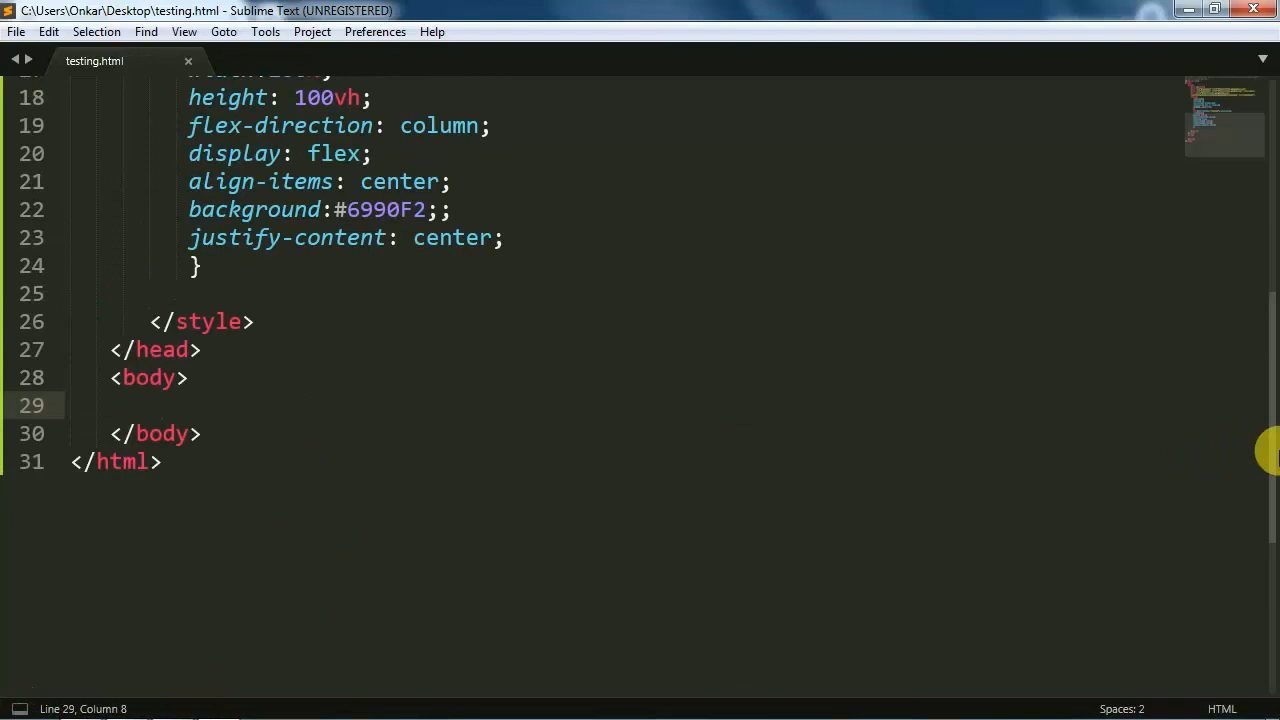 C:\Users\Onkar\Desktop\testing.html - Sublime Text (UNREGISTERED)
File Edit Selection Find View Goto Tools Project Preferences Help
testing.html
18 height: 100vh;
19 flex-direction: column;
20 display: flex;
21 align-items: center;
22 background:#6990F2;;
23 justify-content: center;
24 }
25
26 </style>
27 </head>
28 <body>
29
30 </body>
31 </html>
Line 29, Column 8 Spaces: 2 HTML